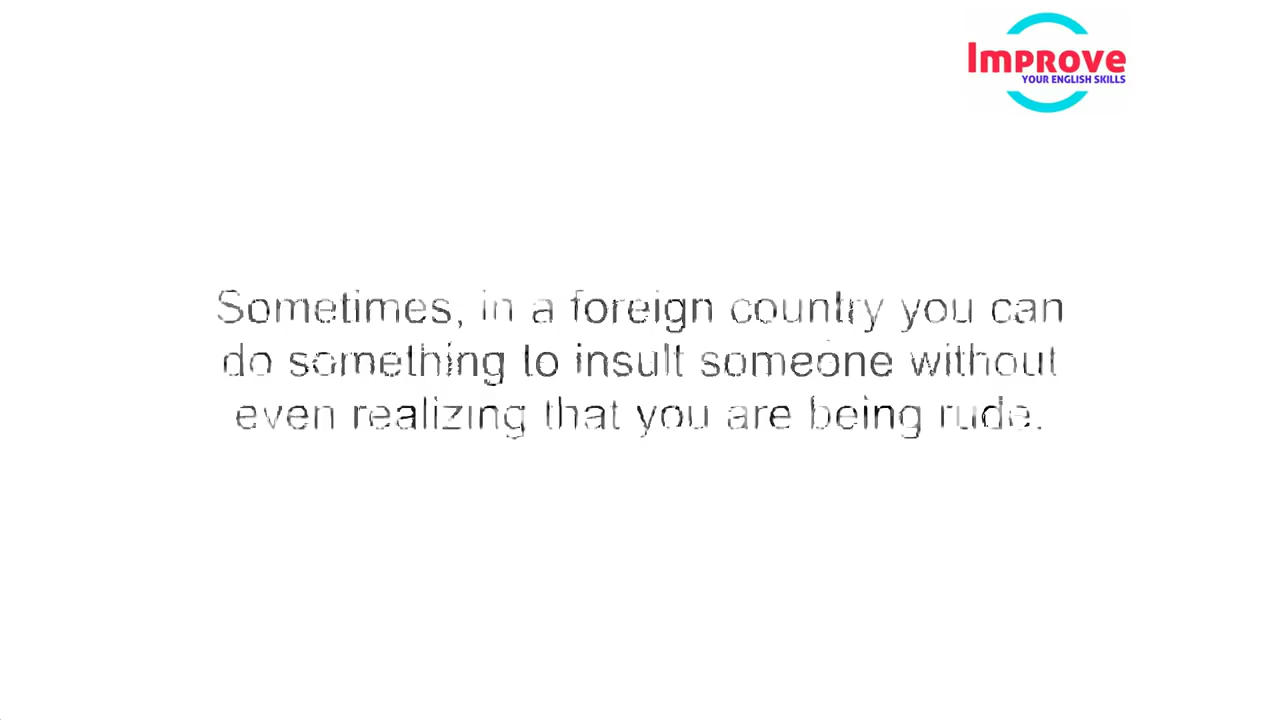 Improve
YOUR ENGLISH SKILLS
Sometimes, in a foreign country you can
do something to insult someone without
even realizing that you are being rude.